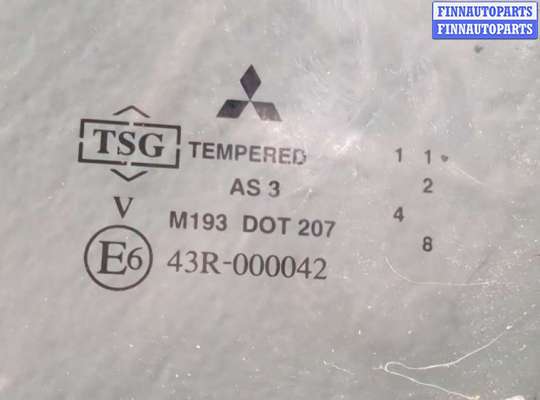 FINNAUTOPARTS
FINNAUTOPARTS
TSG TEMPERED 1 1
AS 3 2
V M193 DOT 207 4
E6 43R-000042 8